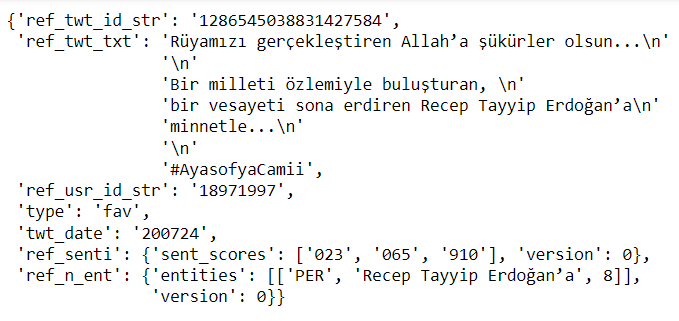 {'ref_twt_id_str': '1286545038831427584',
'ref_twt_txt': 'Rüyamızı gerçekleştiren Allah’a şükürler olsun...\n'
'\n'
'Bir milleti özlemiyle buluşturan, \n'
'bir vesayeti sona erdiren Recep Tayyip Erdoğan’a\n'
'minnetle...\n'
'\n'
'#AyasofyaCamii',
'ref_usr_id_str': '18971997',
'type': 'fav',
'twt_date': '200724',
'ref_senti': {'sent_scores': ['023', '065', '910'], 'version': 0},
'ref_n_ent': {'entities': [['PER', 'Recep Tayyip Erdoğan’a', 8]],
'version': 0}}